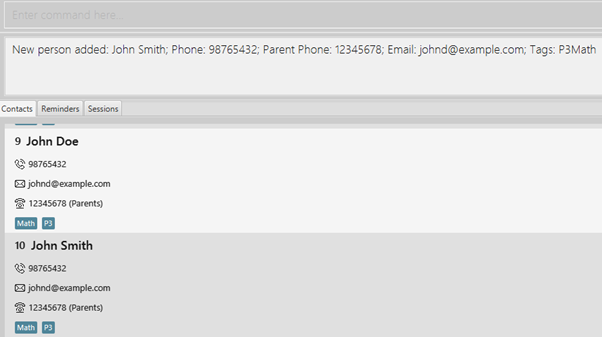 Enter command here...
New person added: John Smith; Phone: 98765432; Parent Phone: 12345678; Email: johnd@example.com; Tags: P3Math
Contacts Reminders Sessions
9 John Doe
98765432
johnd@example.com
12345678 (Parents)
Math P3
10 John Smith
98765432
johnd@example.com
12345678 (Parents)
Math P3